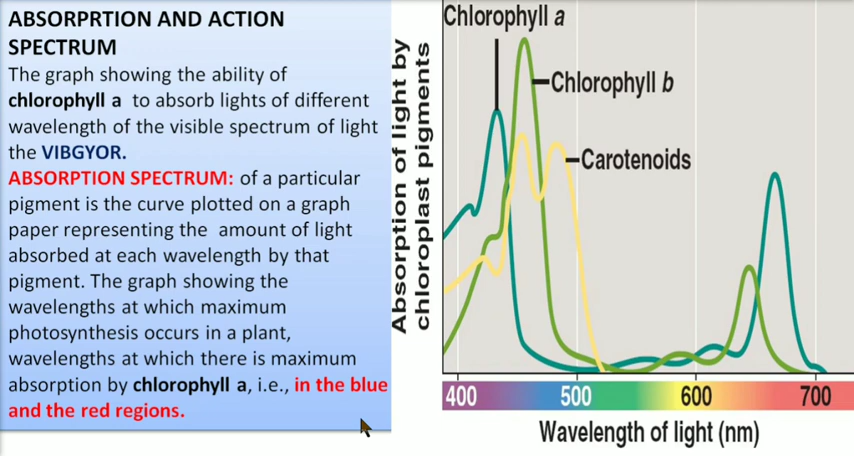 ABSORPRTION AND ACTION
SPECTRUM
The graph showing the ability of
chlorophyll a to absorb lights of different
wavelength of the visible spectrum of light
the VIBGYOR.
ABSORPTION SPECTRUM: of a particular
pigment is the curve plotted on a graph
paper representing the amount of light
absorbed at each wavelength by that
pigment. The graph showing the
wavelengths at which maximum
photosynthesis occurs in a plant,
wavelengths at which there is maximum
absorption by chlorophyll a, i.e., in the blue
and the red regions.
Absorption of light by
chloroplast pigments
Chlorophyll a
Chlorophyll b
Carotenoids
400 500 600 700
Wavelength of light (nm)